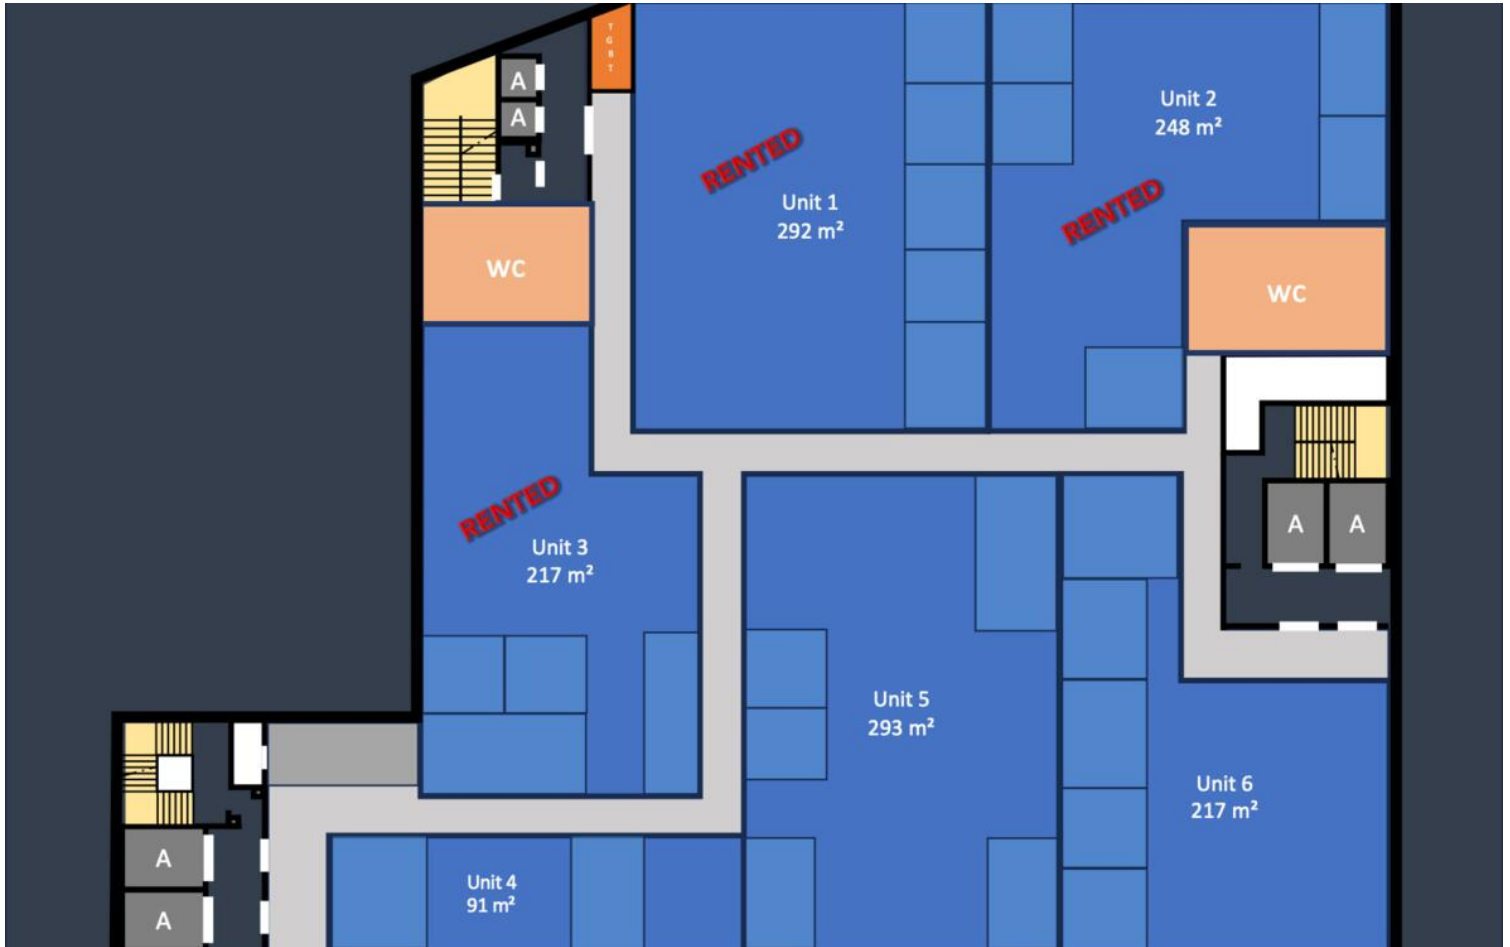 T
G
B
T
A
A
Unit 2
248 m²
RENTED
Unit 1
292 m²
RENTED
WC
WC
RENTED
Unit 3
217 m²
A
A
Unit 5
293 m²
Unit 6
217 m²
A
Unit 4
91 m²
A